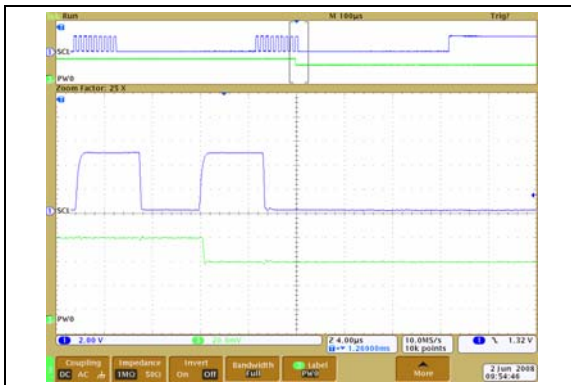 Run M 100µs Trig?
SCL
PW0
Zoom Factor: 25 X
SCL
PW0
1 2.00 V 20.0mV Z 4.00µs 10.0MS/s 1 1.32 V
1.26900ms 10k points
Coupling Impedance Invert Bandwidth Label More
DC AC 1MΩ 50Ω On Off Full PW0
2 Jun 2008
09:54:46